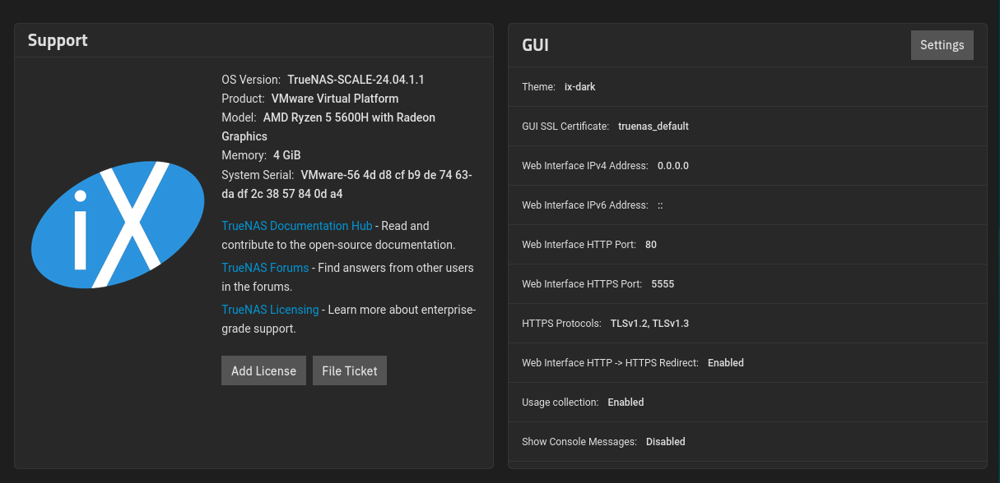 Support
OS Version: TrueNAS-SCALE-24.04.1.1
Product: VMware Virtual Platform
Model: AMD Ryzen 5 5600H with Radeon
Graphics
Memory: 4 GiB
System Serial: VMware-56 4d d8 cf b9 de 74 63-
da df 2c 38 57 84 0d a4
iX
TrueNAS Documentation Hub - Read and
contribute to the open-source documentation.
TrueNAS Forums - Find answers from other users
in the forums.
TrueNAS Licensing - Learn more about enterprise-
grade support.
Add License
File Ticket
GUI
Settings
Theme: ix-dark
GUI SSL Certificate: truenas_default
Web Interface IPv4 Address: 0.0.0.0
Web Interface IPv6 Address: ::
Web Interface HTTP Port: 80
Web Interface HTTPS Port: 5555
HTTPS Protocols: TLSv1.2, TLSv1.3
Web Interface HTTP -> HTTPS Redirect: Enabled
Usage collection: Enabled
Show Console Messages: Disabled